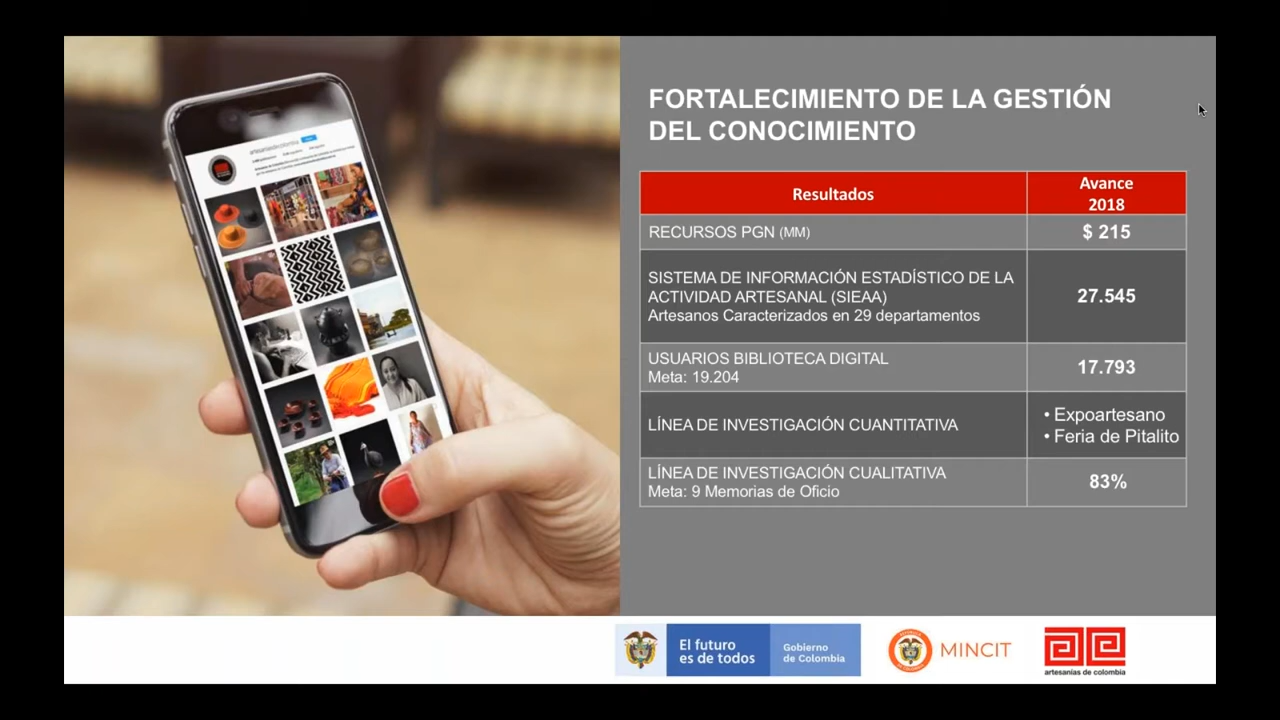 FORTALECIMIENTO DE LA GESTIÓN
DEL CONOCIMIENTO
Resultados
Avance
2018
RECURSOS PGN (MM)
$ 215
SISTEMA DE INFORMACIÓN ESTADÍSTICO DE LA
ACTIVIDAD ARTESANAL (SIEAA)
Artesanos Caracterizados en 29 departamentos
27.545
USUARIOS BIBLIOTECA DIGITAL
Meta: 19.204
17.793
LÍNEA DE INVESTIGACIÓN CUANTITATIVA
• Expoartesano
• Feria de Pitalito
LÍNEA DE INVESTIGACIÓN CUALITATIVA
Meta: 9 Memorias de Oficio
83%
El futuro
es de todos
Gobierno
de Colombia
MINCIT
artesanías de colombia